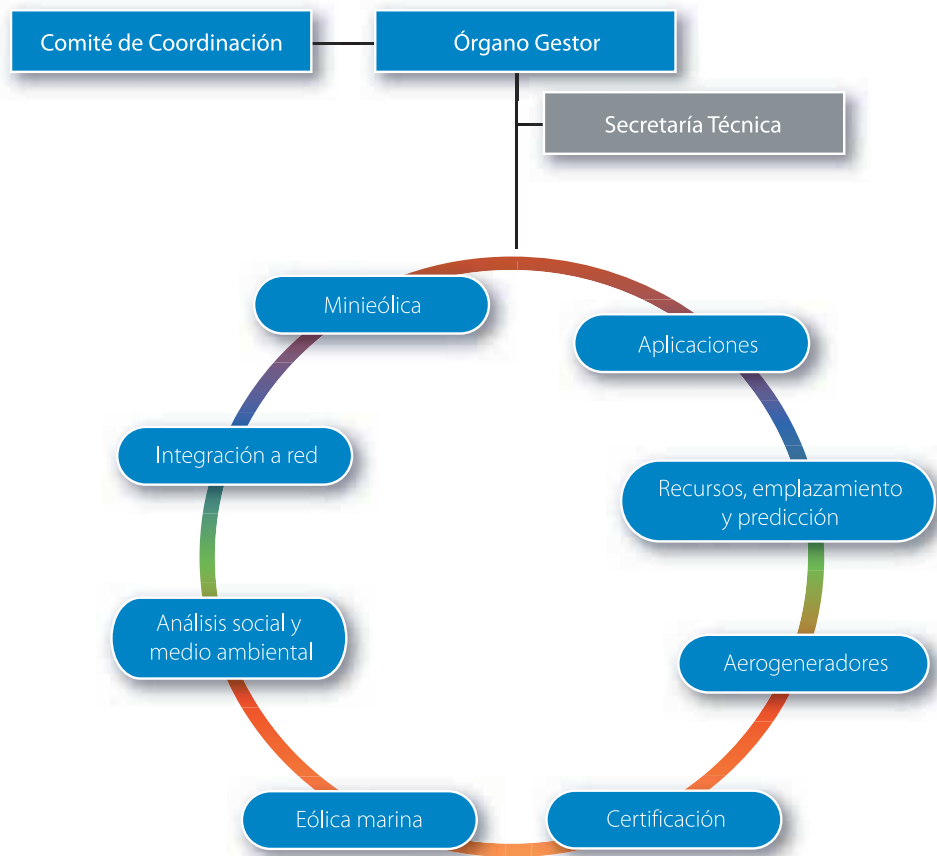 Comité de Coordinación
Órgano Gestor
Secretaría Técnica
Minieólica
Aplicaciones
Integración a red
Recursos, emplazamiento
y predicción
Análisis social y
medio ambiental
Aerogeneradores
Eólica marina
Certificación